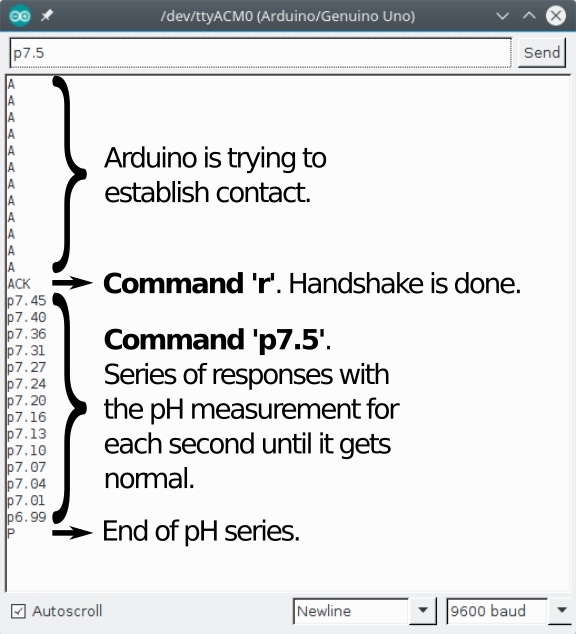 /dev/ttyACM0 (Arduino/Genuino Uno)
p7.5
Send
A
A
A
A
A
A
A
A
A
A
A
A
Arduino is trying to
establish contact.
ACK
Command 'r'. Handshake is done.
p7.45
p7.40
p7.36
p7.31
p7.27
p7.24
p7.20
p7.16
p7.13
p7.10
p7.07
p7.04
p7.01
p6.99
Command 'p7.5'.
Series of responses with
the pH measurement for
each second until it gets
normal.
P
End of pH series.
Autoscroll
Newline
9600 baud